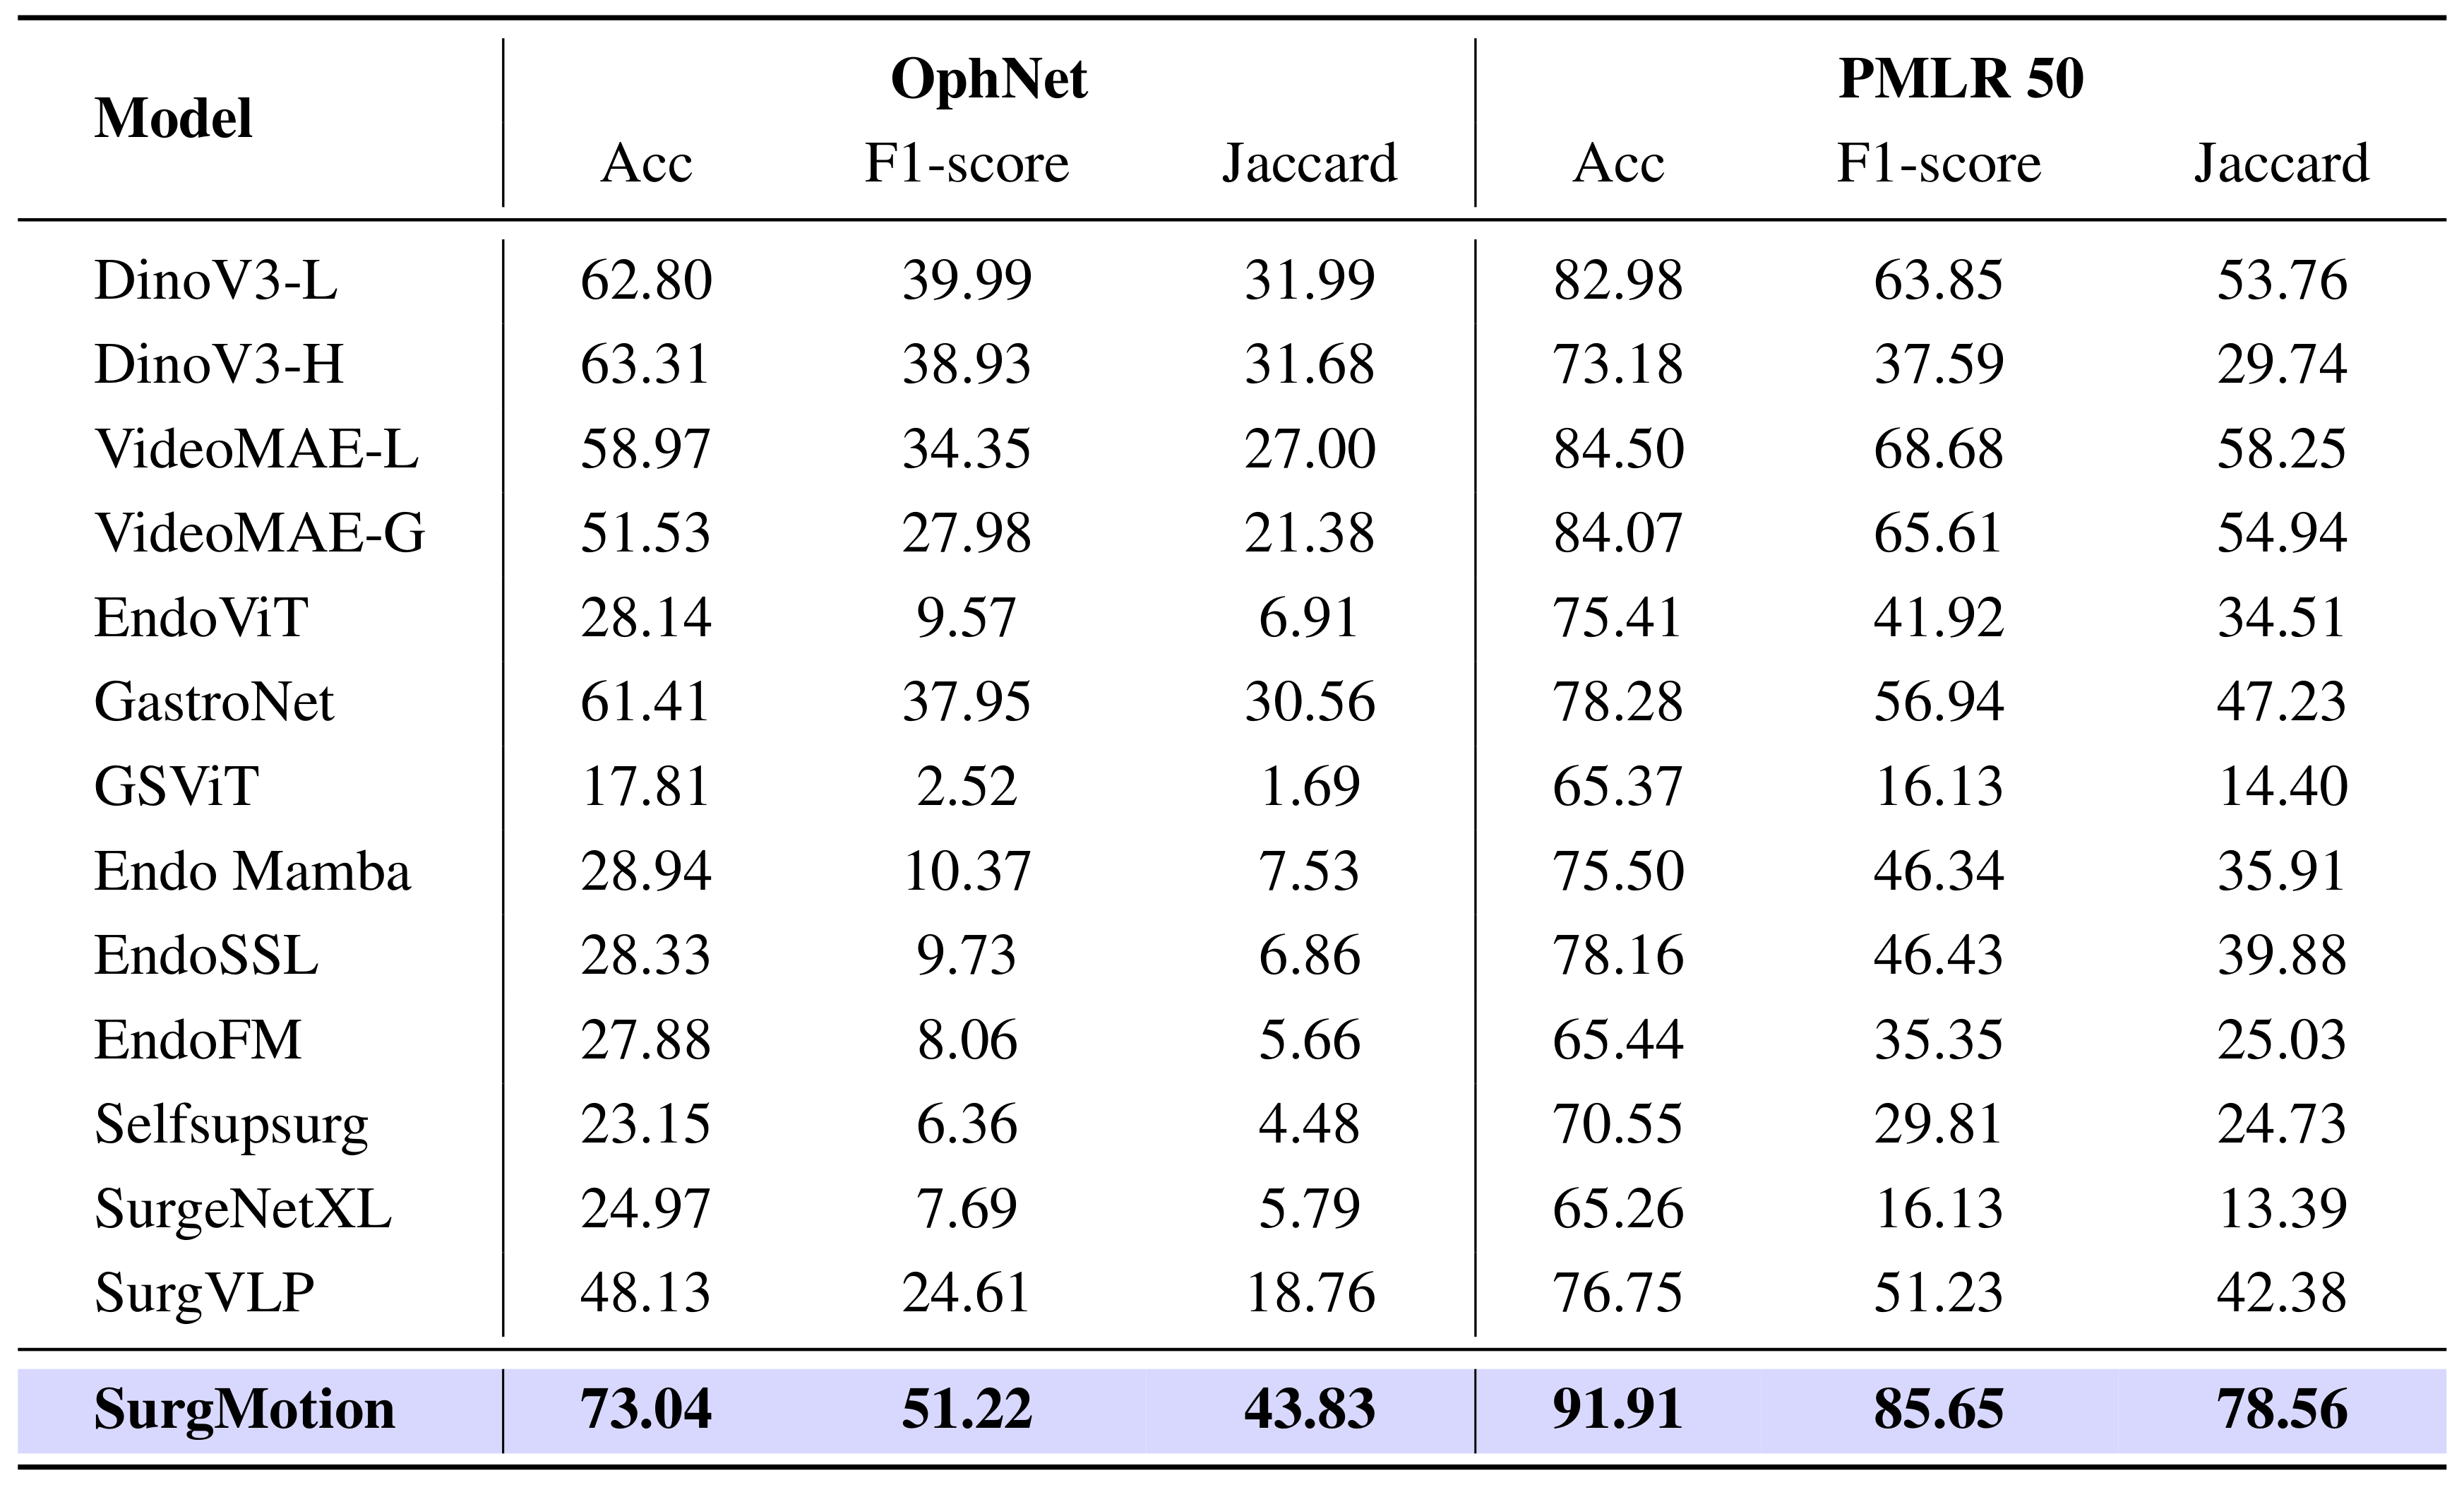 OphNet PMLR 50
Model
Acc F1-score Jaccard Acc F1-score Jaccard
DinoV3-L 62.80 39.99 31.99 82.98 63.85 53.76
DinoV3-H 63.31 38.93 31.68 73.18 37.59 29.74
VideoMAE-L 58.97 34.35 27.00 84.50 68.68 58.25
VideoMAE-G 51.53 27.98 21.38 84.07 65.61 54.94
EndoViT 28.14 9.57 6.91 75.41 41.92 34.51
GastroNet 61.41 37.95 30.56 78.28 56.94 47.23
GSViT 17.81 2.52 1.69 65.37 16.13 14.40
Endo Mamba 28.94 10.37 7.53 75.50 46.34 35.91
EndoSSL 28.33 9.73 6.86 78.16 46.43 39.88
EndoFM 27.88 8.06 5.66 65.44 35.35 25.03
Selfsupsurg 23.15 6.36 4.48 70.55 29.81 24.73
SurgeNetXL 24.97 7.69 5.79 65.26 16.13 13.39
SurgVLP 48.13 24.61 18.76 76.75 51.23 42.38
SurgMotion 73.04 51.22 43.83 91.91 85.65 78.56